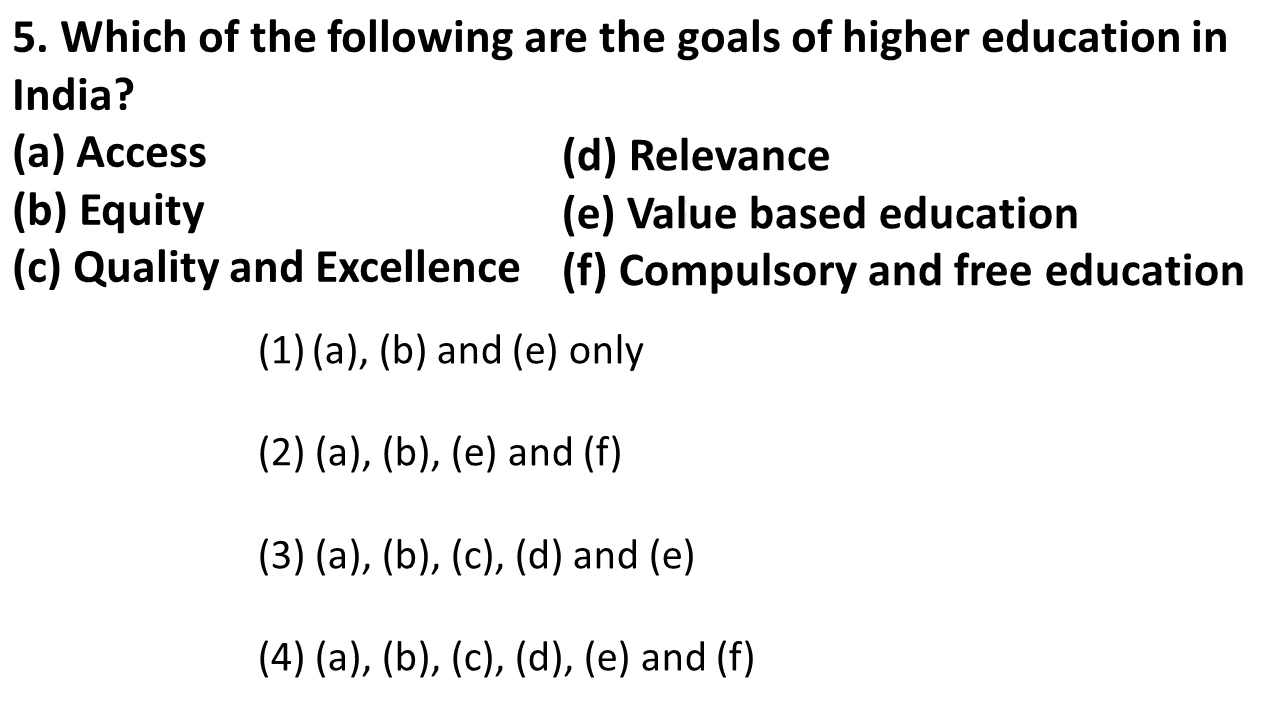 5. Which of the following are the goals of higher education in
India?
(a) Access
(b) Equity
(c) Quality and Excellence
(d) Relevance
(e) Value based education
(f) Compulsory and free education
(1) (a), (b) and (e) only
(2) (a), (b), (e) and (f)
(3) (a), (b), (c), (d) and (e)
(4) (a), (b), (c), (d), (e) and (f)